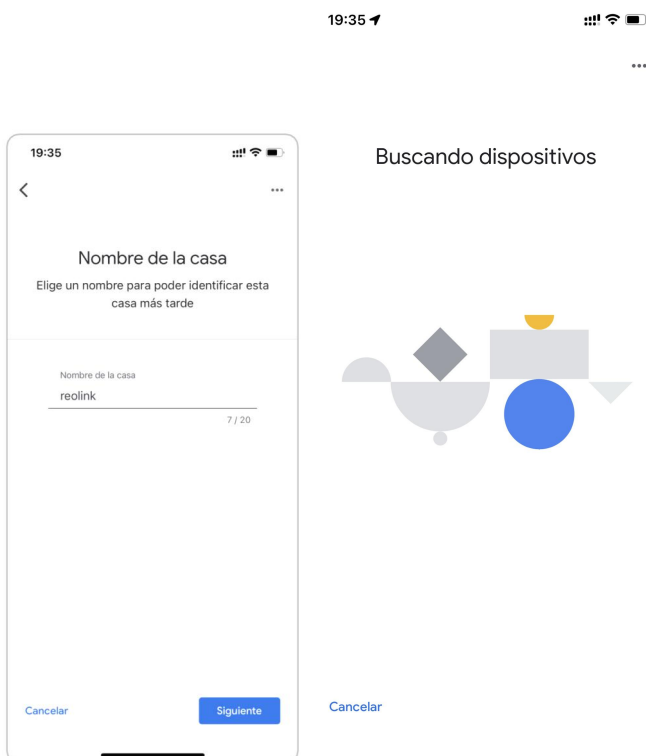 19:35
Nombre de la casa
Elige un nombre para poder identificar esta
casa más tarde
Nombre de la casa
reolink
7 / 20
Cancelar
Siguiente
19:35
Buscando dispositivos
Cancelar